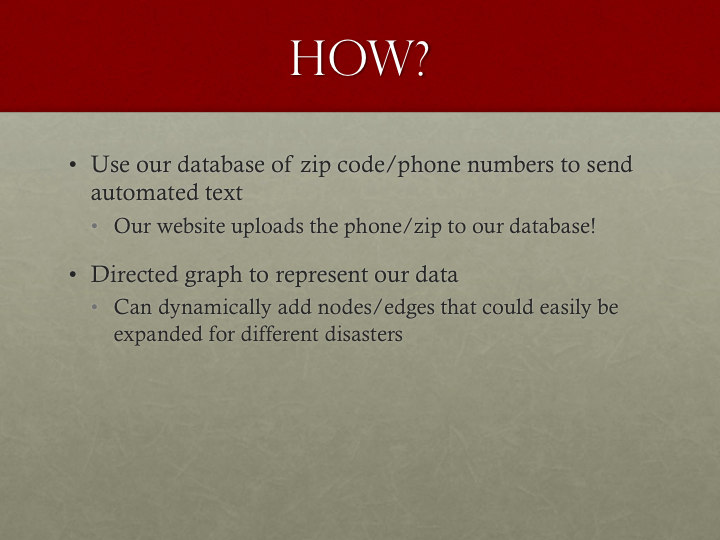 HOW?
• Use our database of zip code/phone numbers to send
automated text
• Our website uploads the phone/zip to our database!
• Directed graph to represent our data
• Can dynamically add nodes/edges that could easily be
expanded for different disasters